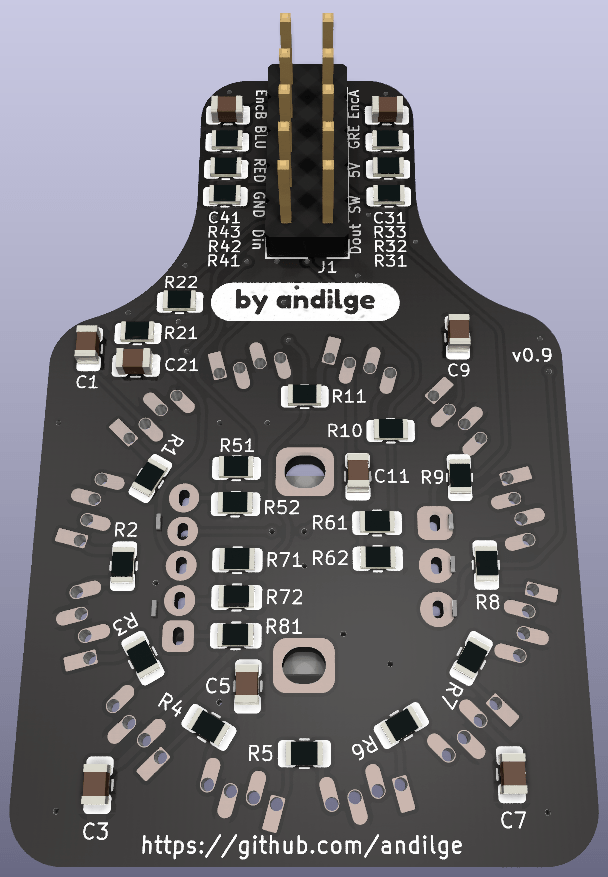 EncB
BLU
RED
GND
Din
EncA
GRE
5V
SW
Dout
C41
R43
R42
R41
C31
R33
R32
R31
J1
R22
by andilge
R21
C21
C1
C9
v0.9
R11
R10
R1
R51
C11
R9
R52
R61
R2
R71
R62
R72
R8
R3
R81
C5
R7
R4
R5
R6
C3
C7
https://github.com/andilge